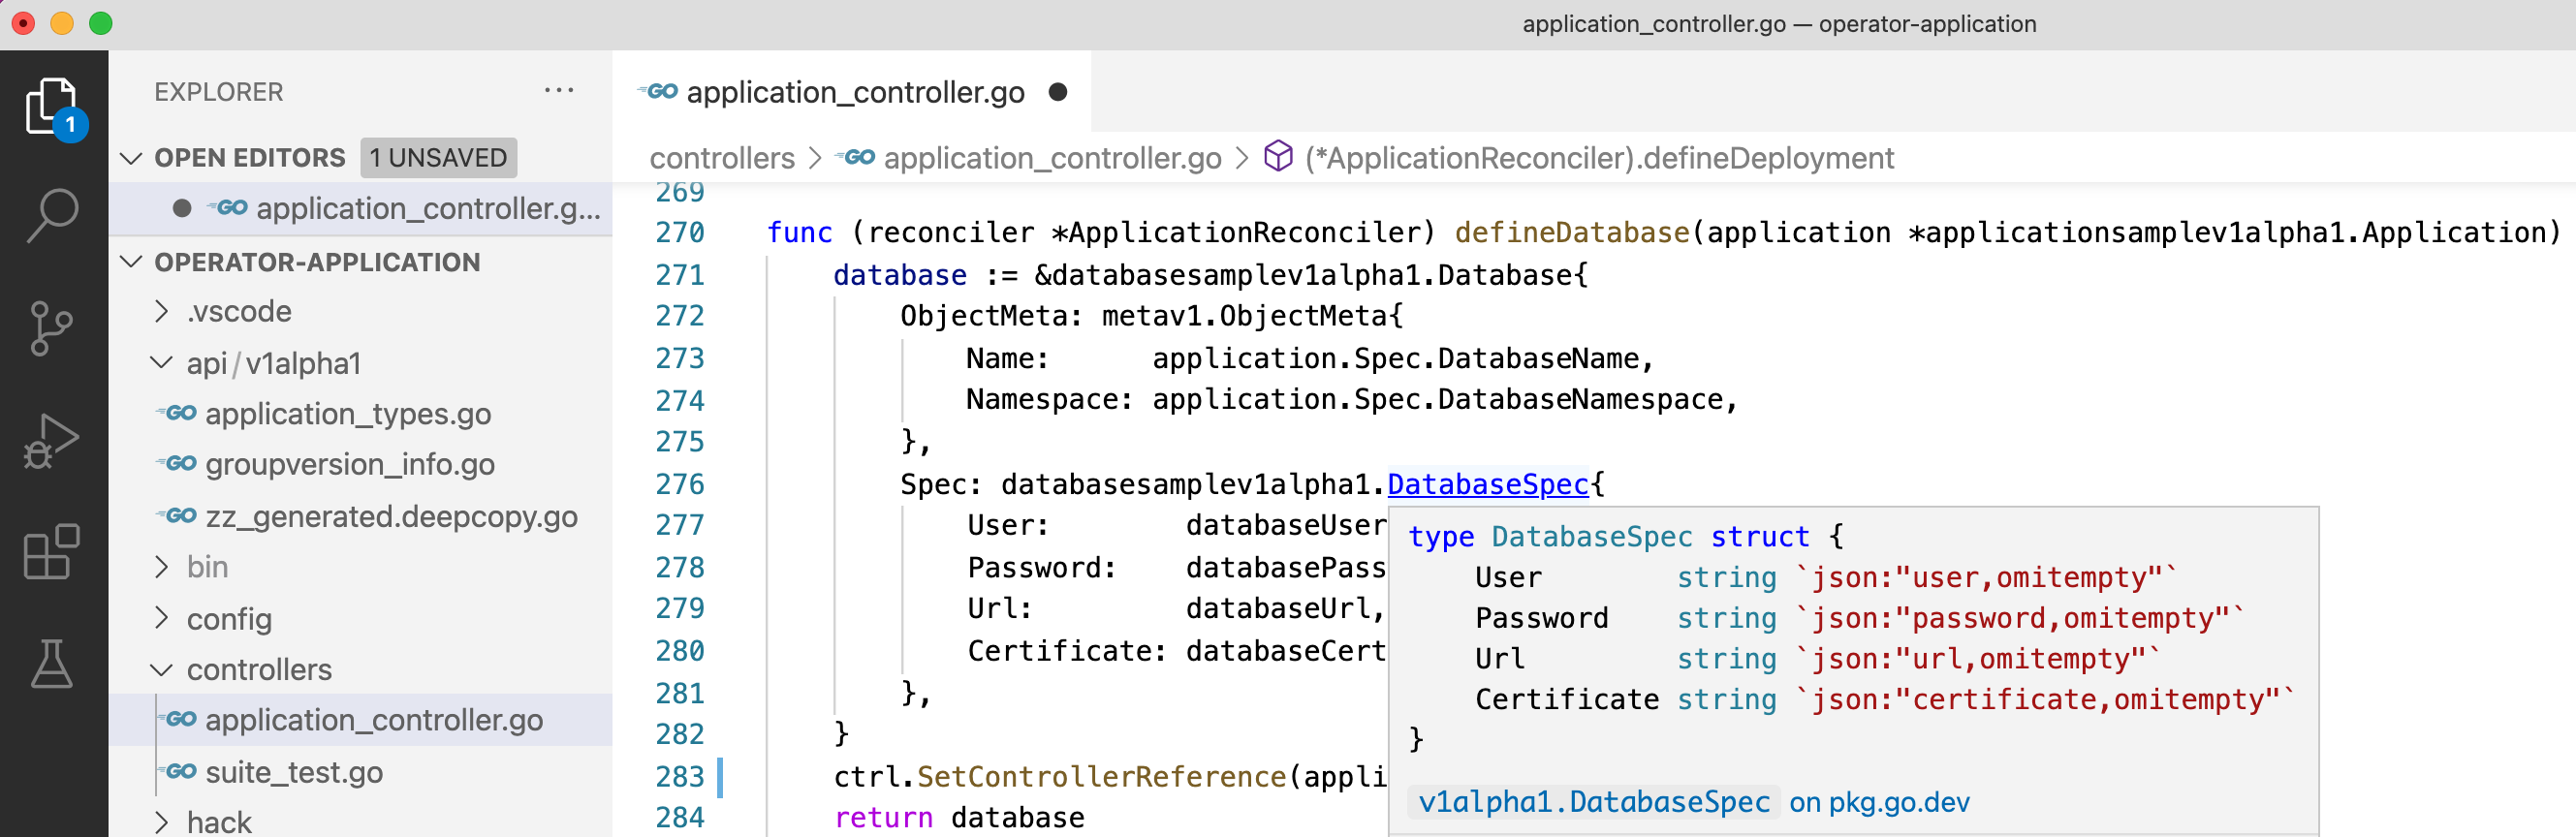 application_controller.go — operator-application
EXPLORER ...
1
OPEN EDITORS 1 UNSAVED
GO application_controller.g...
OPERATOR-APPLICATION
.vscode
api/v1alpha1
GO application_types.go
GO groupversion_info.go
GO zz_generated.deepcopy.go
bin
config
controllers
GO application_controller.go
GO suite_test.go
hack
GO application_controller.go
controllers > GO application_controller.go > (*ApplicationReconciler).defineDeployment
269
270 func (reconciler *ApplicationReconciler) defineDatabase(application *applicationsamplev1alpha1.Application)
271 database := &databasesamplev1alpha1.Database{
272 ObjectMeta: metav1.ObjectMeta{
273 Name: application.Spec.DatabaseName,
274 Namespace: application.Spec.DatabaseNamespace,
275 },
276 Spec: databasesamplev1alpha1.DatabaseSpec{
277 User: databaseUser
278 Password: databasePass
279 Url: databaseUrl,
280 Certificate: databaseCert
281 },
282 }
283 ctrl.SetControllerReference(appli
284 return database
type DatabaseSpec struct {
User string `json:"user,omitempty"`
Password string `json:"password,omitempty"`
Url string `json:"url,omitempty"`
Certificate string `json:"certificate,omitempty"`
}
v1alpha1.DatabaseSpec on pkg.go.dev